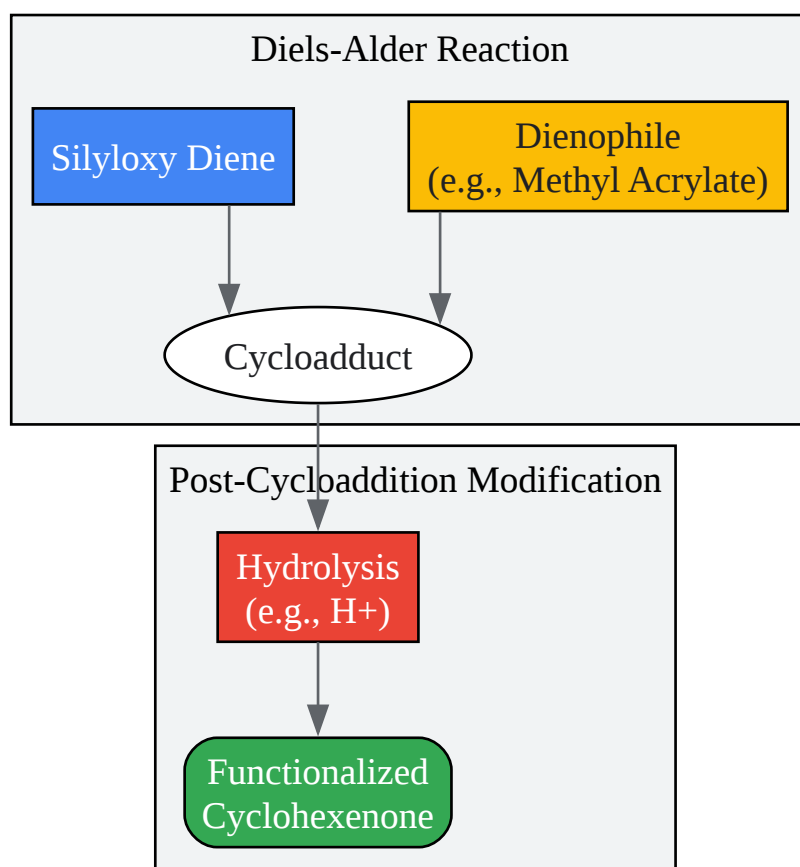 Diels-Alder Reaction
Silyloxy Diene
Dienophile
(e.g., Methyl Acrylate)
Cycloadduct
Post-Cycloaddition Modification
Hydrolysis
(e.g., H+)
Functionalized
Cyclohexenone